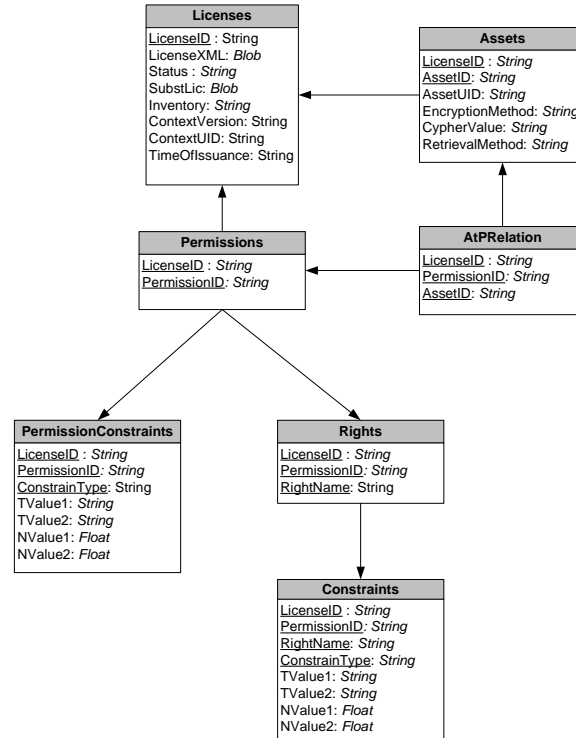 Licenses
LicenseID : String
LicenseXML: Blob
Status : String
SubstLic: Blob
Inventory: String
ContextVersion: String
ContextUID: String
TimeOfIssuance: String
Assets
LicenseID : String
AssetID: String
AssetUID: String
EncryptionMethod: String
CypherValue: String
RetrievalMethod: String
Permissions
LicenseID : String
PermissionID: String
AtPRelation
LicenseID : String
PermissionID: String
AssetID: String
PermissionConstraints
LicenseID : String
PermissionID: String
ConstrainType: String
TValue1: String
TValue2: String
NValue1: Float
NValue2: Float
Rights
LicenseID : String
PermissionID: String
RightName: String
Constraints
LicenseID : String
PermissionID: String
RightName: String
ConstrainType: String
TValue1: String
TValue2: String
NValue1: Float
NValue2: Float